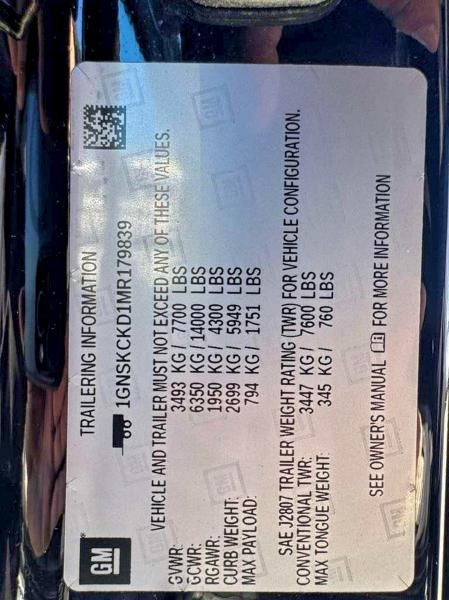 GM
TRAILERING INFORMATION
1GNSKCKD1MR179839
VEHICLE AND TRAILER MUST NOT EXCEED ANY OF THESE VALUES.
GVWR: 3493 KG / 7700 LBS
GCWR: 6350 KG / 14000 LBS
RGAWR: 1950 KG / 4300 LBS
CURB WEIGHT: 2699 KG / 5949 LBS
MAX PAYLOAD: 794 KG / 1751 LBS
SAE J2807 TRAILER WEIGHT RATING (TWR) FOR VEHICLE CONFIGURATION.
CONVENTIONAL TWR: 3447 KG / 7600 LBS
MAX TONGUE WEIGHT: 345 KG / 760 LBS
SEE OWNER'S MANUAL FOR MORE INFORMATION